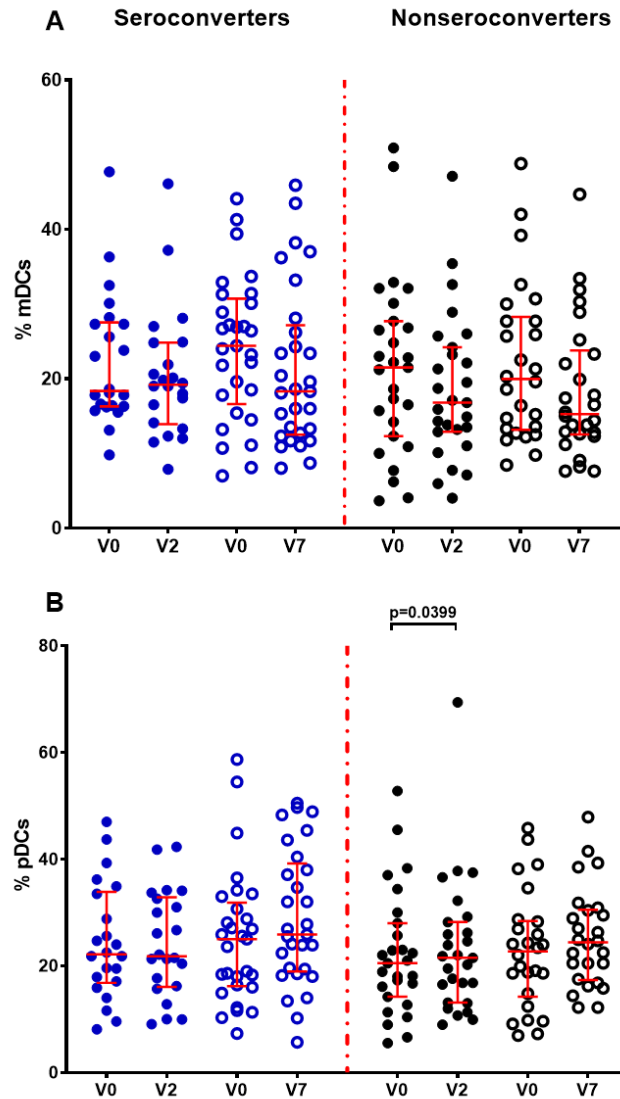 A Seroconverters Nonseroconverters
60
40
20
0
% mDCs
V0 V2 V0 V7 V0 V2 V0 V7
B
p=0.0399
80
60
40
20
0
% pDCs
V0 V2 V0 V7 V0 V2 V0 V7